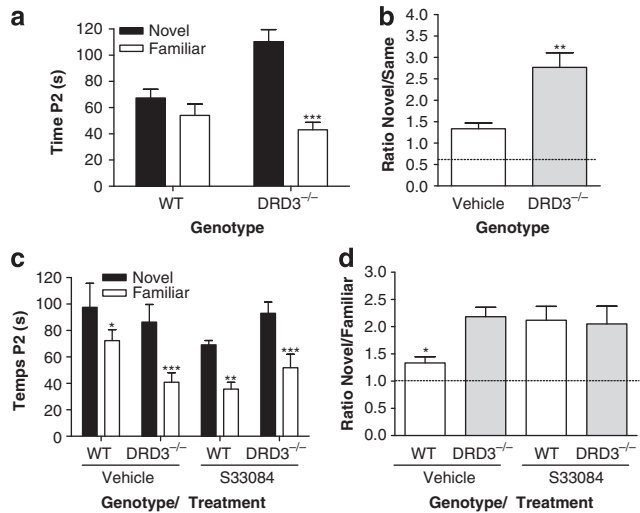 a
Time P2 (s)
120
100
80
60
40
20
0
Novel
Familiar
***
WT
DRD3−/−
Genotype
b
Ratio Novel/Same
4.0
3.5
3.0
2.5
2.0
1.5
1.0
0.5
0.0
**
Vehicle
DRD3−/−
Genotype
c
Temps P2 (s)
120
100
80
60
40
20
0
Novel
Familiar
*
***
**
***
WT DRD3−/− WT DRD3−/−
Vehicle S33084
Genotype/ Treatment
d
Ratio Novel/Familiar
3.0
2.5
2.0
1.5
1.0
0.5
0.0
*
WT DRD3−/− WT DRD3−/−
Vehicle S33084
Genotype/ Treatment